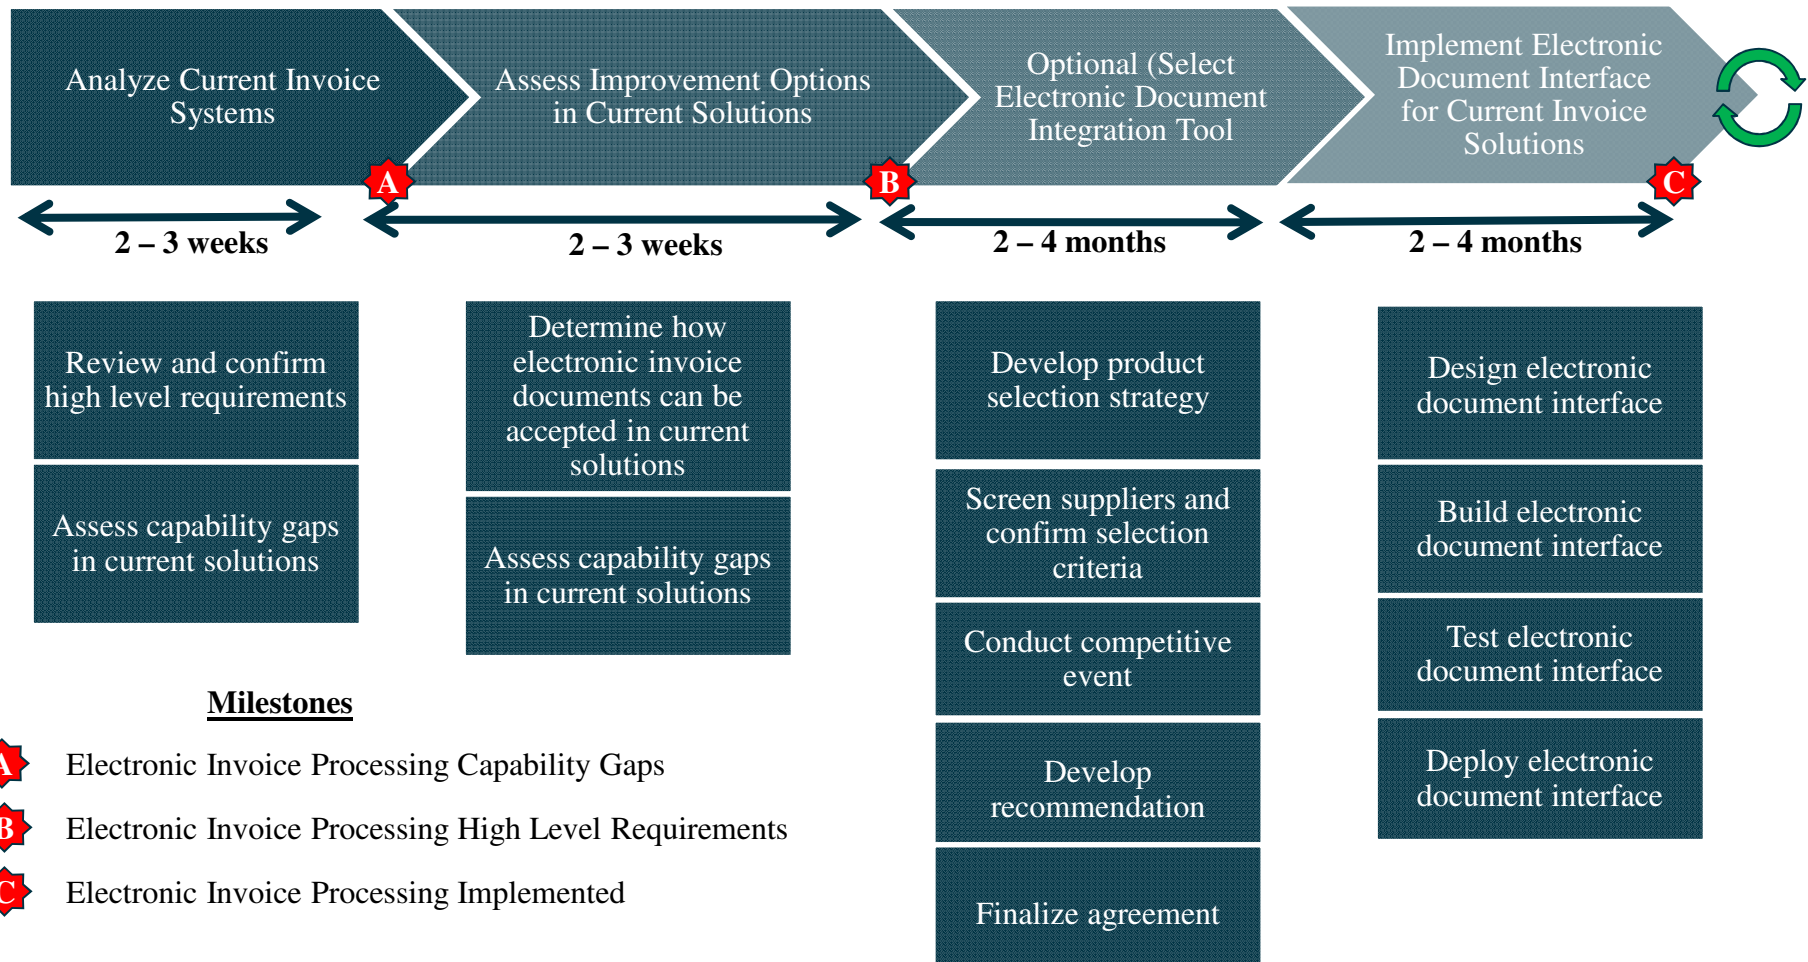 Analyze Current Invoice
Systems
Assess Improvement Options
in Current Solutions
Optional (Select
Electronic Document
Integration Tool
Implement Electronic
Document Interface
for Current Invoice
Solutions
A
B
C
2 – 3 weeks
2 – 3 weeks
2 – 4 months
2 – 4 months
Review and confirm
high level requirements
Assess capability gaps
in current solutions
Determine how
electronic invoice
documents can be
accepted in current
solutions
Assess capability gaps
in current solutions
Develop product
selection strategy
Screen suppliers and
confirm selection
criteria
Conduct competitive
event
Develop
recommendation
Finalize agreement
Design electronic
document interface
Build electronic
document interface
Test electronic
document interface
Deploy electronic
document interface
Milestones
A Electronic Invoice Processing Capability Gaps
B Electronic Invoice Processing High Level Requirements
C Electronic Invoice Processing Implemented